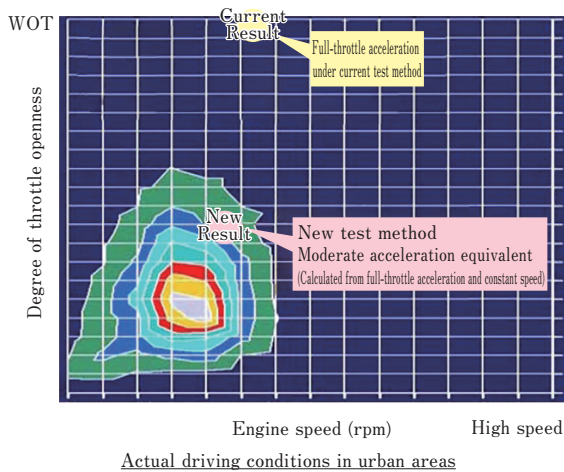 WOT
Current
Result
Full-throttle acceleration
under current test method
Degree of throttle openness
New
Result
New test method
Moderate acceleration equivalent
(Calculated from full-throttle acceleration and constant speed)
Engine speed (rpm)
High speed
Actual driving conditions in urban areas